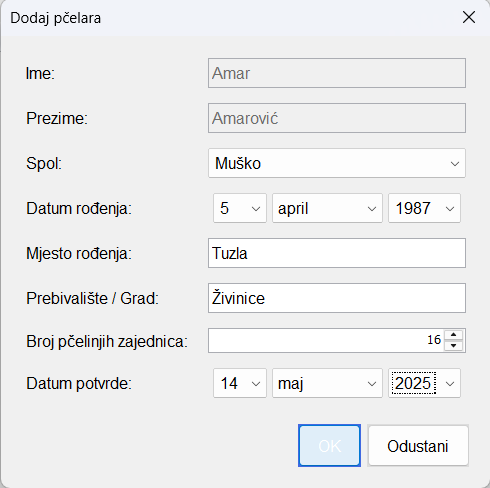 Dodaj pčelara
Ime: Amar
Prezime: Amarović
Spol: Muško
Datum rođenja: 5 april 1987
Mjesto rođenja: Tuzla
Prebivalište / Grad: Živinice
Broj pčelinjih zajednica: 16
Datum potvrde: 14 maj 2025
OK Odustani